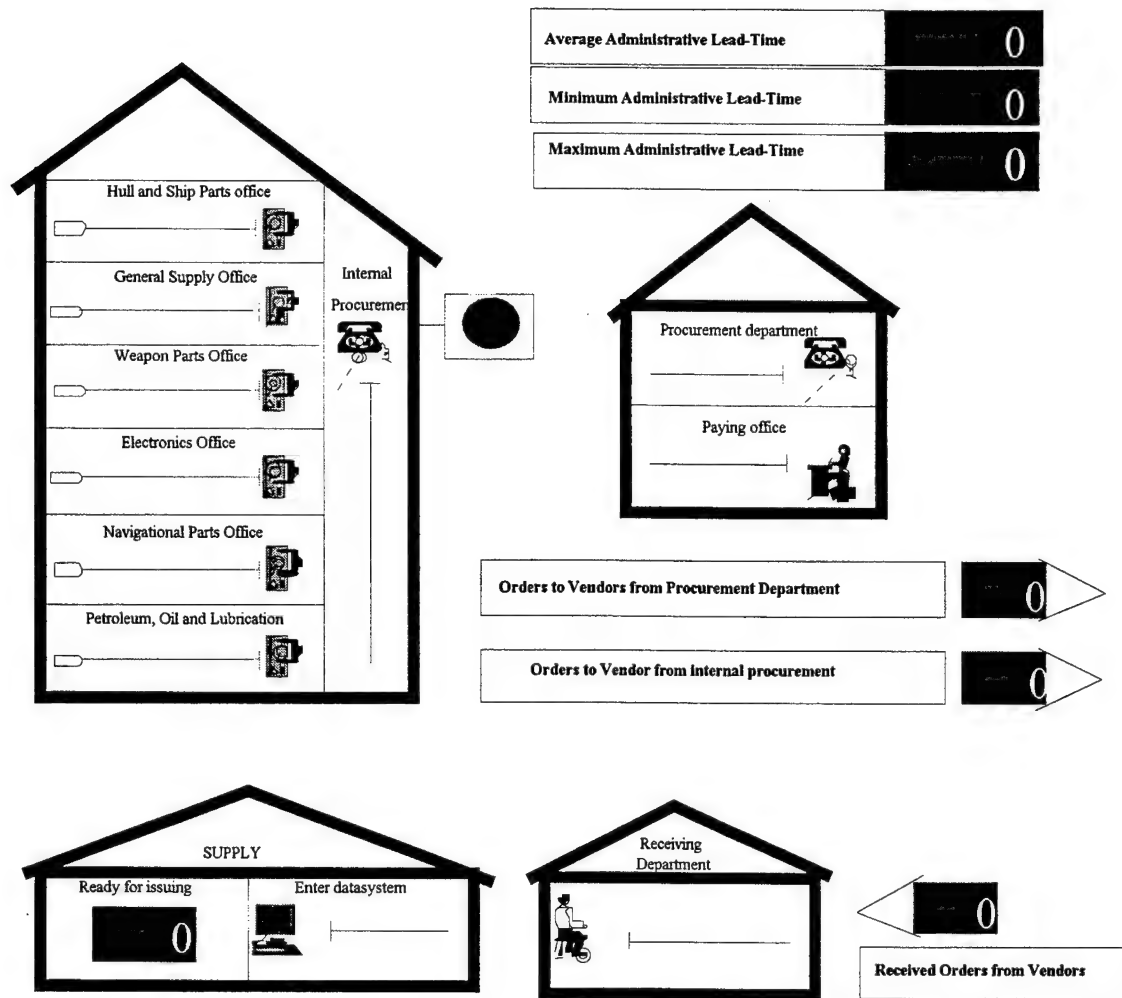 Average Administrative Lead-Time
0
Minimum Administrative Lead-Time
0
Maximum Administrative Lead-Time
0
Hull and Ship Parts office
General Supply Office
Weapon Parts Office
Electronics Office
Navigational Parts Office
Petroleum, Oil and Lubrication
Internal
Procuremen
Procurement department
Paying office
Orders to Vendors from Procurement Department
0
Orders to Vendor from internal procurement
0
SUPPLY
Ready for issuing
0
Enter datasystem
Receiving
Department
0
Received Orders from Vendors